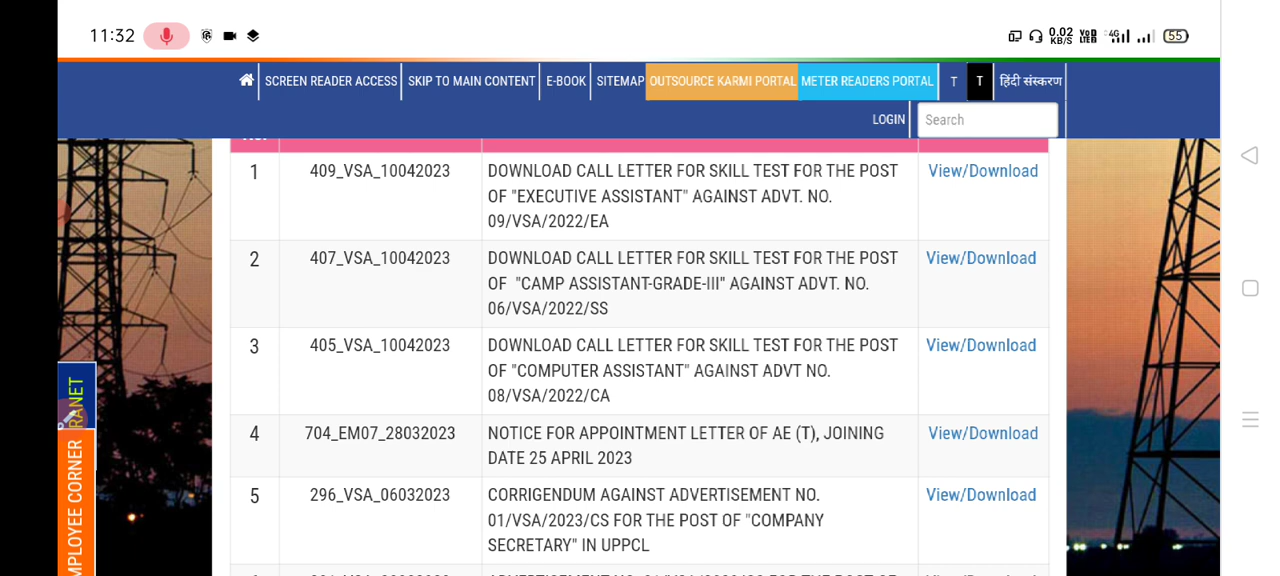 11:32 0.02 KB/S VoD LTEB 4G 55
SCREEN READER ACCESS SKIP TO MAIN CONTENT E-BOOK SITEMAP OUTSOURCE KARMI PORTAL METER READERS PORTAL T T हिंदी संस्करण
LOGIN Search
1 409_VSA_10042023 DOWNLOAD CALL LETTER FOR SKILL TEST FOR THE POST View/Download
OF "EXECUTIVE ASSISTANT" AGAINST ADVT. NO.
09/VSA/2022/EA
2 407_VSA_10042023 DOWNLOAD CALL LETTER FOR SKILL TEST FOR THE POST View/Download
OF "CAMP ASSISTANT-GRADE-III" AGAINST ADVT. NO.
06/VSA/2022/SS
3 405_VSA_10042023 DOWNLOAD CALL LETTER FOR SKILL TEST FOR THE POST View/Download
OF "COMPUTER ASSISTANT" AGAINST ADVT NO.
08/VSA/2022/CA
4 704_EM07_28032023 NOTICE FOR APPOINTMENT LETTER OF AE (T), JOINING View/Download
DATE 25 APRIL 2023
5 296_VSA_06032023 CORRIGENDUM AGAINST ADVERTISEMENT NO. View/Download
01/VSA/2023/CS FOR THE POST OF "COMPANY
SECRETARY" IN UPPCL
RANET
MPLOYEE CORNER